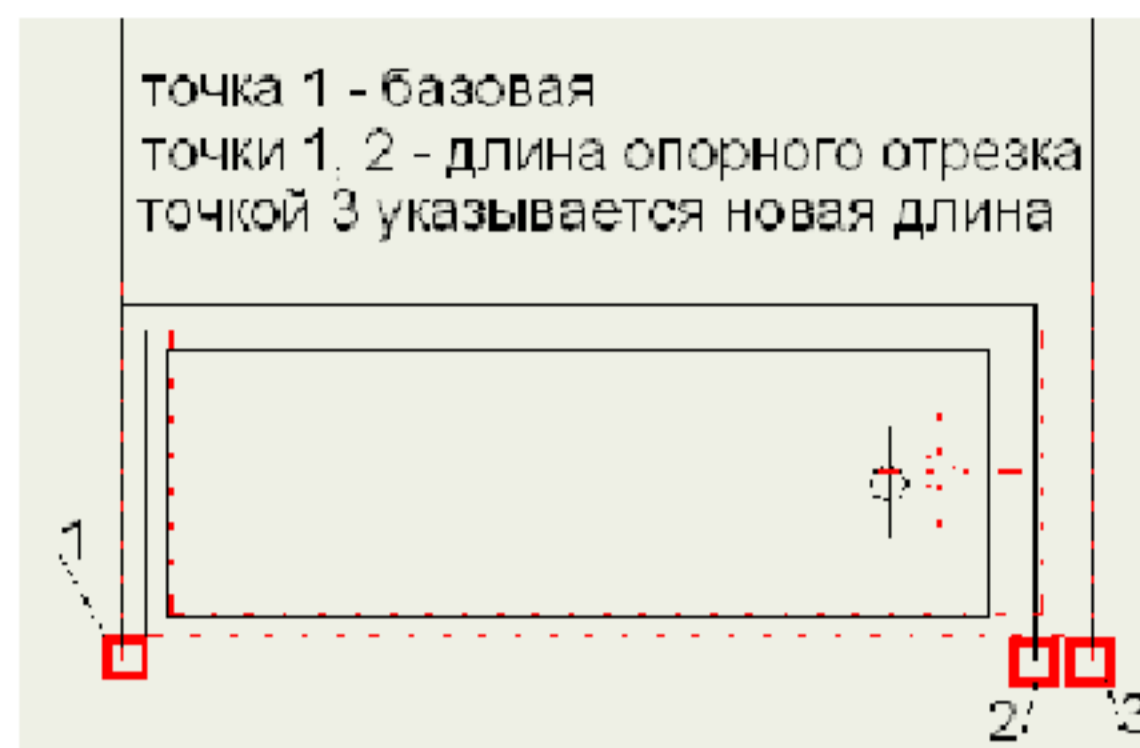 точка 1 - базовая
точки 1, 2 - длина опорного отрезка
точкой 3 указывается новая длина
1
2
3